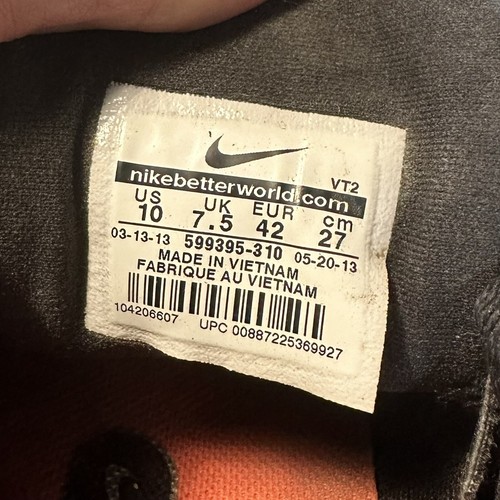 VT2
nikebetterworld.com
US UK EUR cm
10 7.5 42 27
03-13-13 599395-310 05-20-13
MADE IN VIETNAM
FABRIQUE AU VIETNAM
104206607 UPC 00887225369927